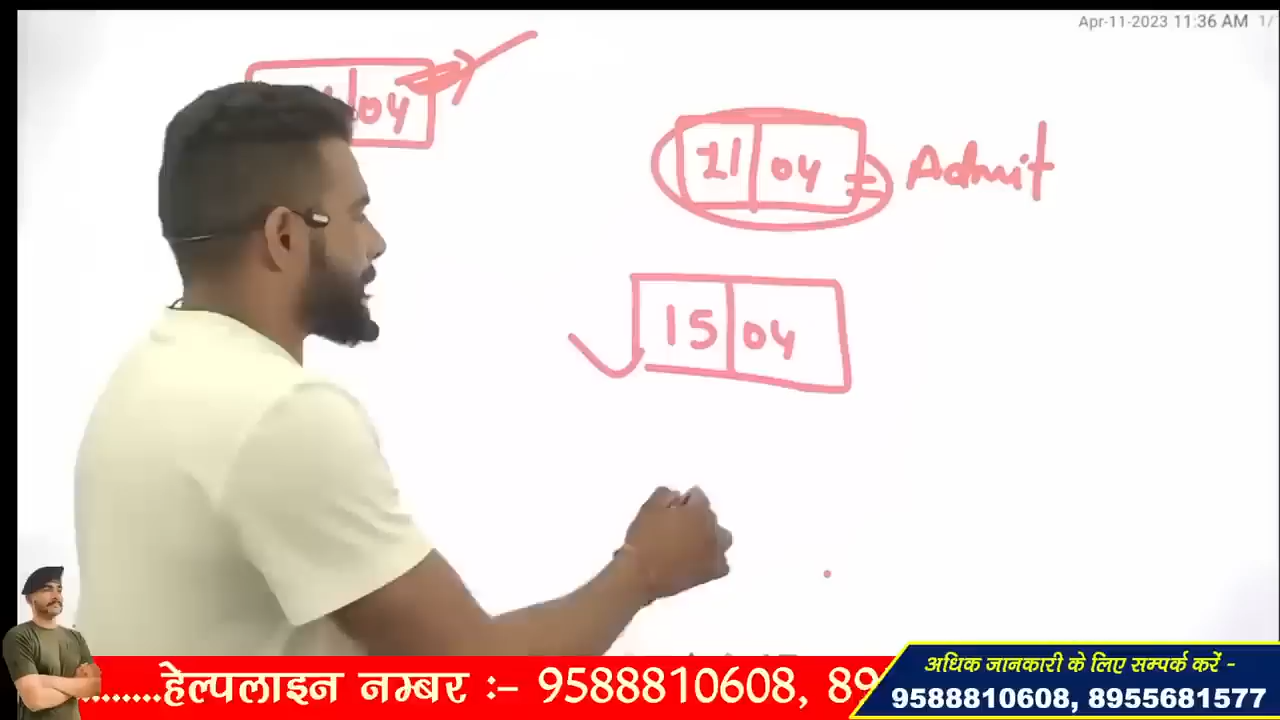 Apr-11-2023 11:36 AM 1/
04
21 04 = Admit
15 04
अधिक जानकारी के लिए सम्पर्क करें -
........हेल्पलाइन नम्बर :- 9588810608, 89
9588810608, 8955681577